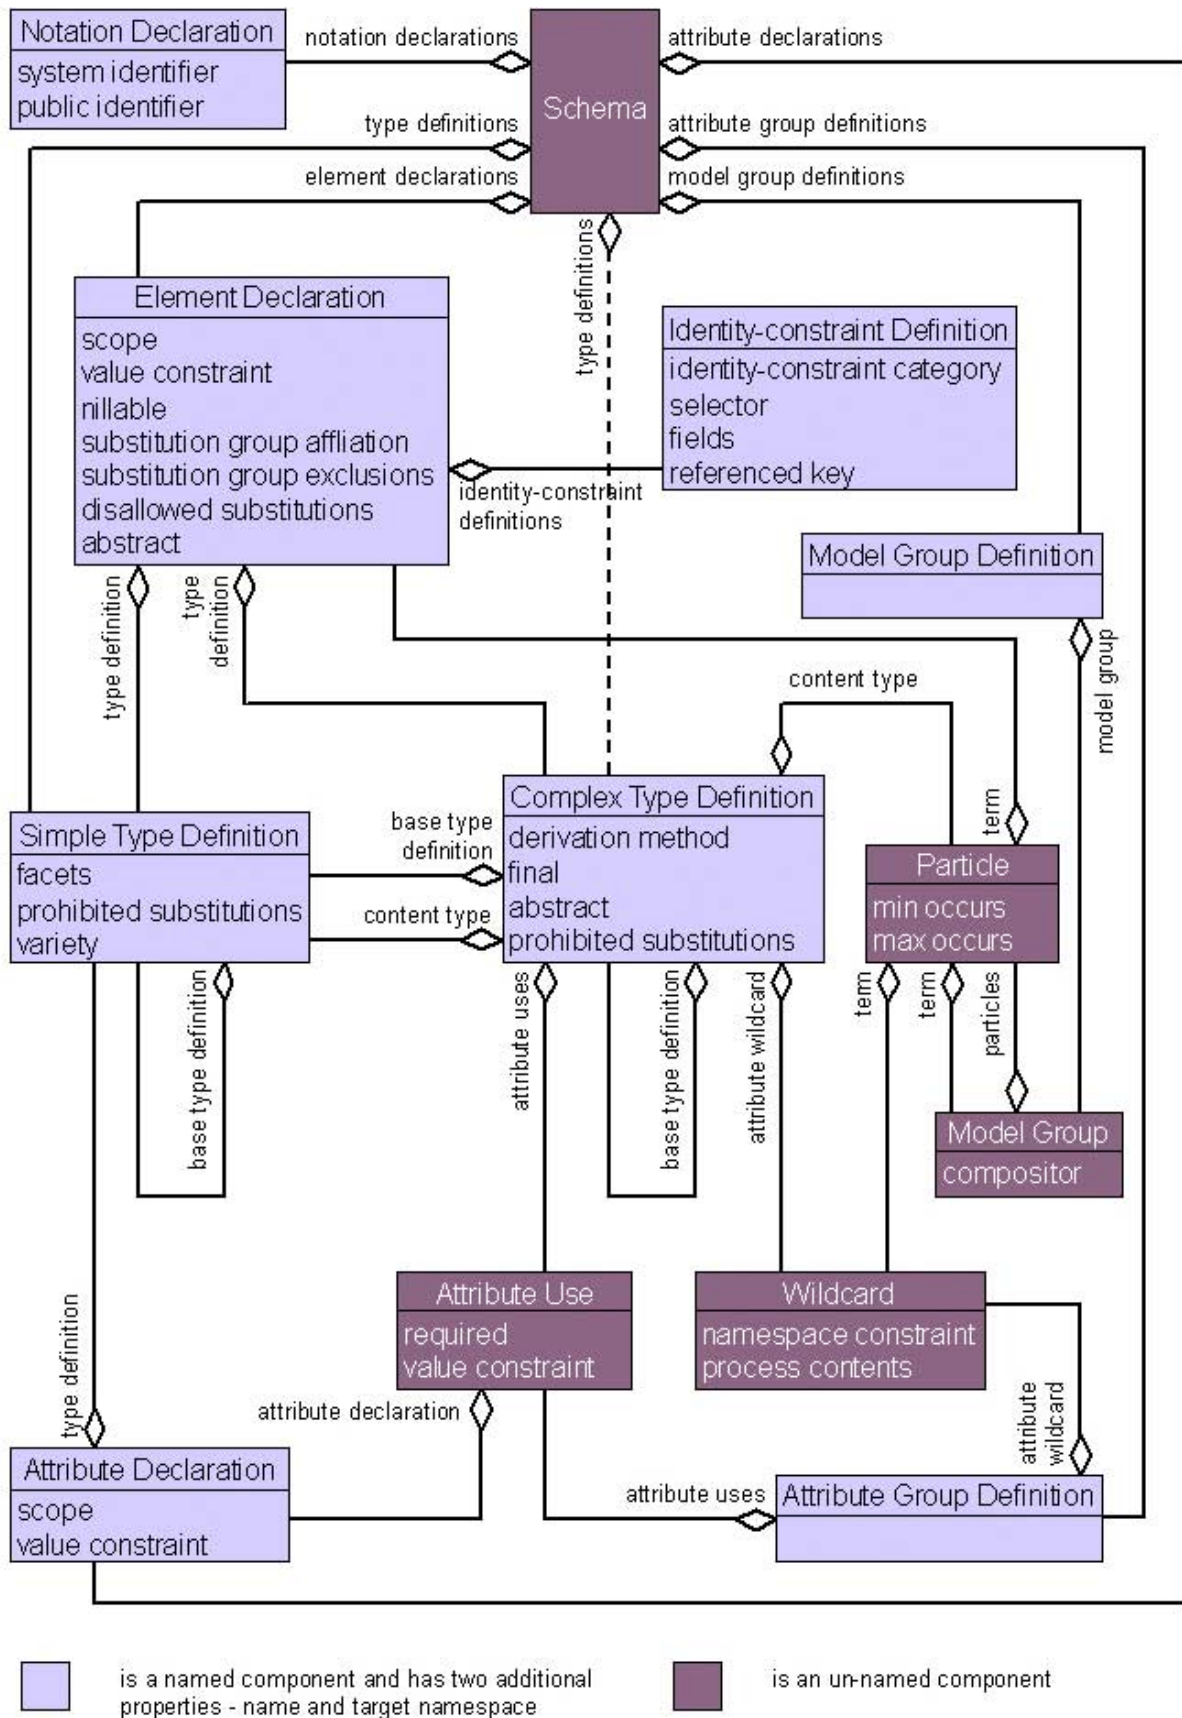 Notation Declaration
system identifier
public identifier
notation declarations
Schema
attribute declarations
type definitions
attribute group definitions
element declarations
model group definitions
type definitions
Element Declaration
scope
value constraint
nillable
substitution group affliation
substitution group exclusions
disallowed substitutions
abstract
Identity-constraint Definition
identity-constraint category
selector
fields
referenced key
identity-constraint
definitions
Model Group Definition
type definition
type
definition
model group
content type
Simple Type Definition
facets
prohibited substitutions
variety
base type
definition
content type
Complex Type Definition
derivation method
final
abstract
prohibited substitutions
term
Particle
min occurs
max occurs
base type definition
attribute uses
base type definition
attribute wildcard
term
term
particles
Model Group
compositor
Attribute Use
required
value constraint
Wildcard
namespace constraint
process contents
type definition
attribute declaration
attribute
wildcard
Attribute Declaration
scope
value constraint
attribute uses
Attribute Group Definition
is a named component and has two additional
properties - name and target namespace
is an un-named component